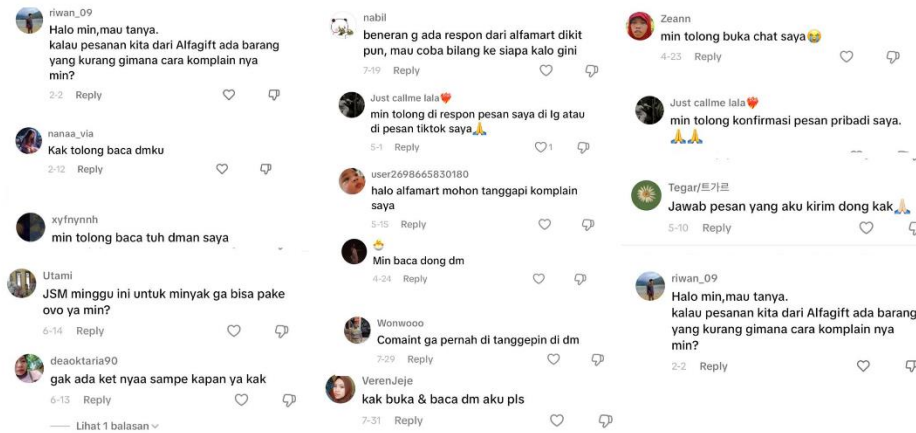 riwan_09
Halo min,mau tanya.
kalau pesanan kita dari Alfagift ada barang
yang kurang gimana cara komplain nya
min?
2-2 Reply
nanaa_via
Kak tolong baca dmku
2-12 Reply
xyfnynnh
min tolong baca tuh dman saya
Utami
JSM minggu ini untuk minyak ga bisa pake
ovo ya min?
6-14 Reply
deaoktaria90
gak ada ket nyaa sampe kapan ya kak
6-13 Reply
Lihat 1 balasan
nabil
beneran g ada respon dari alfamart dikit
pun, mau coba bilang ke siapa kalo gini
7-19 Reply
Just callme lala❤️‍🔥
min tolong di respon pesan saya di Ig atau
di pesan tiktok saya🙏
5-1 Reply 1
user2698665830180
halo alfamart mohon tanggapi komplain
saya
5-15 Reply
🐣
Min baca dong dm
4-24 Reply
Wonwooo
Comaint ga pernah di tanggepin di dm
7-29 Reply
VerenJeje
kak buka & baca dm aku pls
7-31 Reply
Zeann
min tolong buka chat saya😭
4-23 Reply
Just callme lala❤️‍🔥
min tolong konfirmasi pesan pribadi saya.
🙏🙏
Tegar/트가르
Jawab pesan yang aku kirim dong kak🙏🏻
5-10 Reply
riwan_09
Halo min,mau tanya.
kalau pesanan kita dari Alfagift ada barang
yang kurang gimana cara komplain nya
min?
2-2 Reply